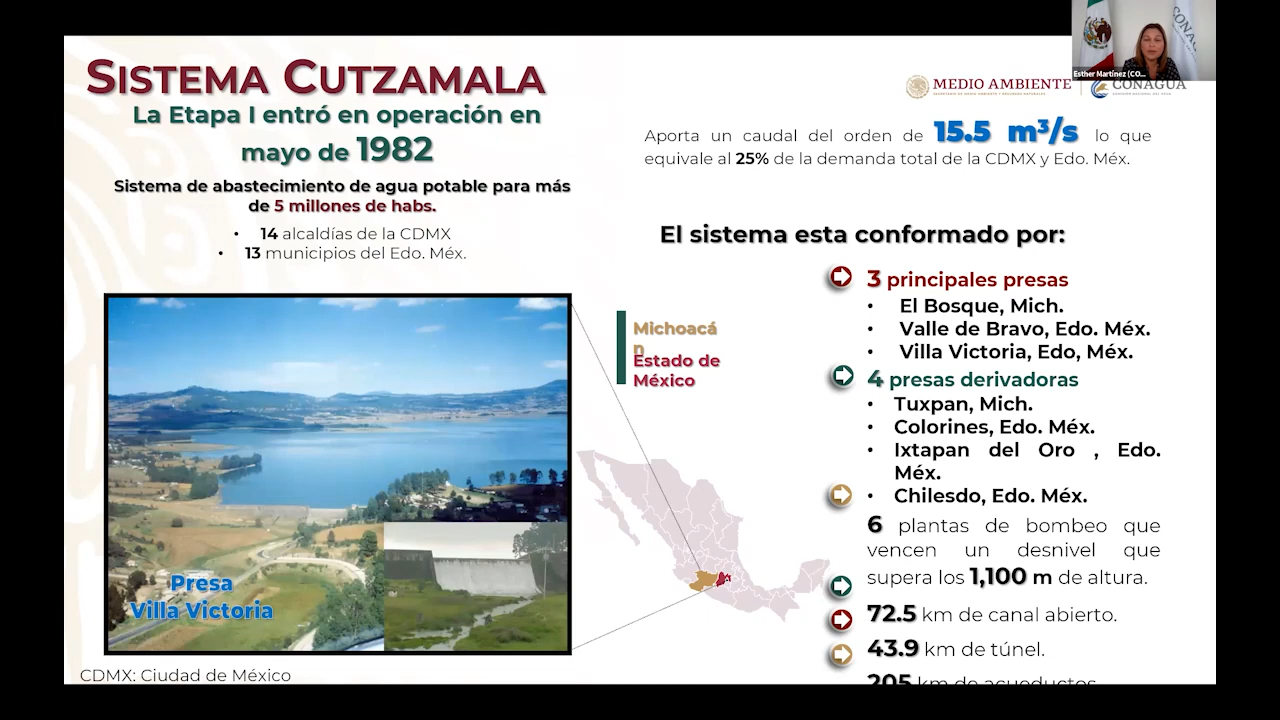 SISTEMA CUTZAMALA
La Etapa I entró en operación en
mayo de 1982
Sistema de abastecimiento de agua potable para más
de 5 millones de habs.
• 14 alcaldías de la CDMX
• 13 municipios del Edo. Méx.
Presa
Villa Victoria
CDMX: Ciudad de México
Michoacá
n
Estado de
México
Esther Martínez (CO...
MEDIO AMBIENTE
CONAGUA
CONAGUA
Aporta un caudal del orden de 15.5 m³/s lo que
equivale al 25% de la demanda total de la CDMX y Edo. Méx.
El sistema esta conformado por:
3 principales presas
• El Bosque, Mich.
• Valle de Bravo, Edo. Méx.
• Villa Victoria, Edo, Méx.
4 presas derivadoras
• Tuxpan, Mich.
• Colorines, Edo. Méx.
• Ixtapan del Oro , Edo.
Méx.
• Chilesdo, Edo. Méx.
6 plantas de bombeo que
vencen un desnivel que
supera los 1,100 m de altura.
72.5 km de canal abierto.
43.9 km de túnel.
205 km de acueductos